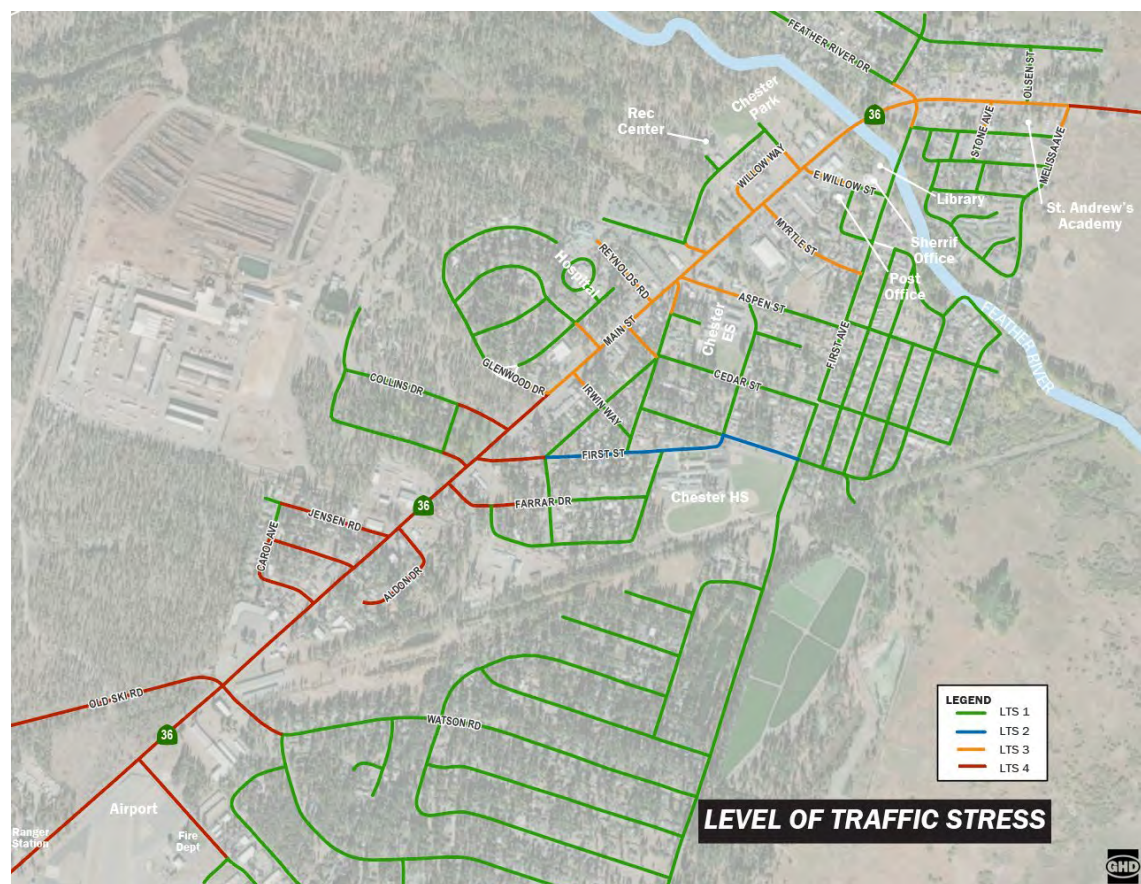 FEATHER RIVER DR
OLSEN ST
Chester
Park
36
STONE AVE
Rec
Center
MELISSA AVE
WILLOW WAY
E WILLOW ST
Library
St. Andrew's
Academy
MYRTLE ST
Sherrif
Office
Hospital
REYNOLDS RD
Post
Office
ASPEN ST
FEATHER RIVER
Chester
ES
MAIN ST
FIRST AVE
GLENWOOD DR
CEDAR ST
COLLINS DR
IRWIN WAY
FIRST ST
Chester HS
36
FARRAR DR
JENSEN RD
CAROL AVE
ALDON DR
OLD SKI RD
LEGEND
LTS 1
LTS 2
LTS 3
LTS 4
WATSON RD
36
Airport
LEVEL OF TRAFFIC STRESS
Ranger
Station
Fire
Dept
GHD